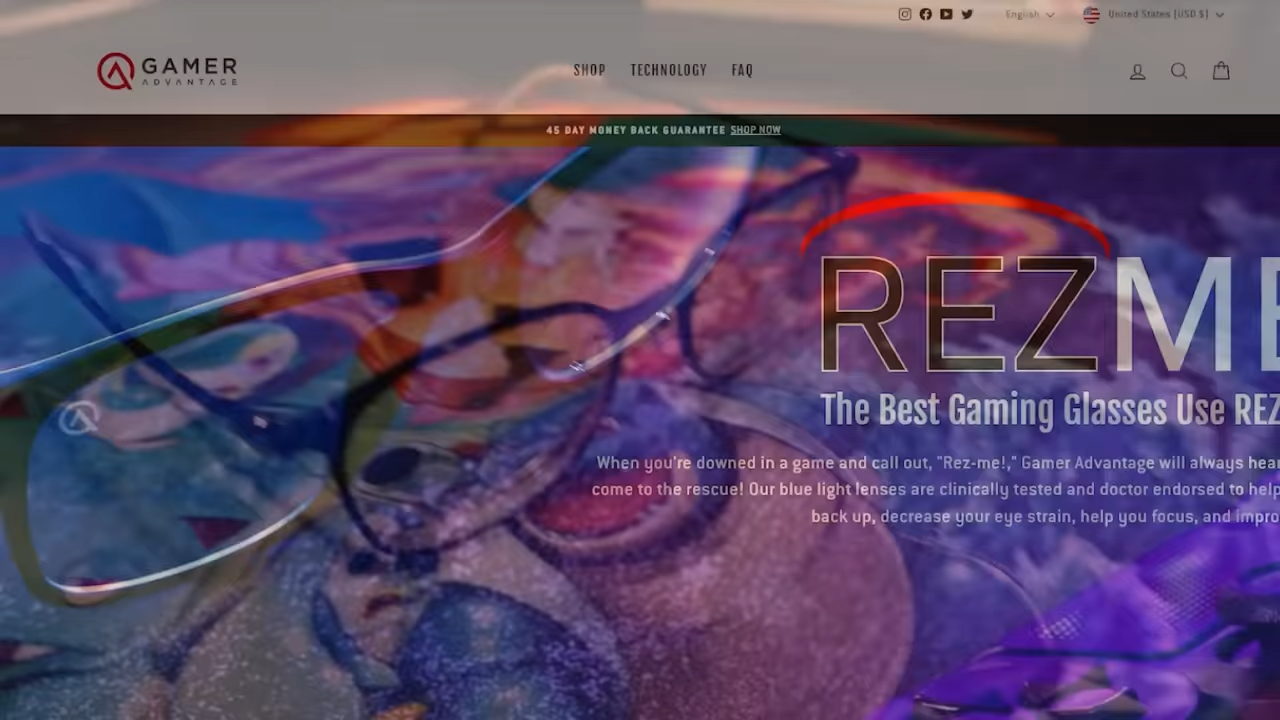 English
United States (USD $)
GAMER
ADVANTAGE
SHOP TECHNOLOGY FAQ
45 DAY MONEY BACK GUARANTEE SHOP NOW
REZME
The Best Gaming Glasses Use REZ
When you're downed in a game and call out, "Rez-me!," Gamer Advantage will always hear
come to the rescue! Our blue light lenses are clinically tested and doctor endorsed to help
back up, decrease your eye strain, help you focus, and impro